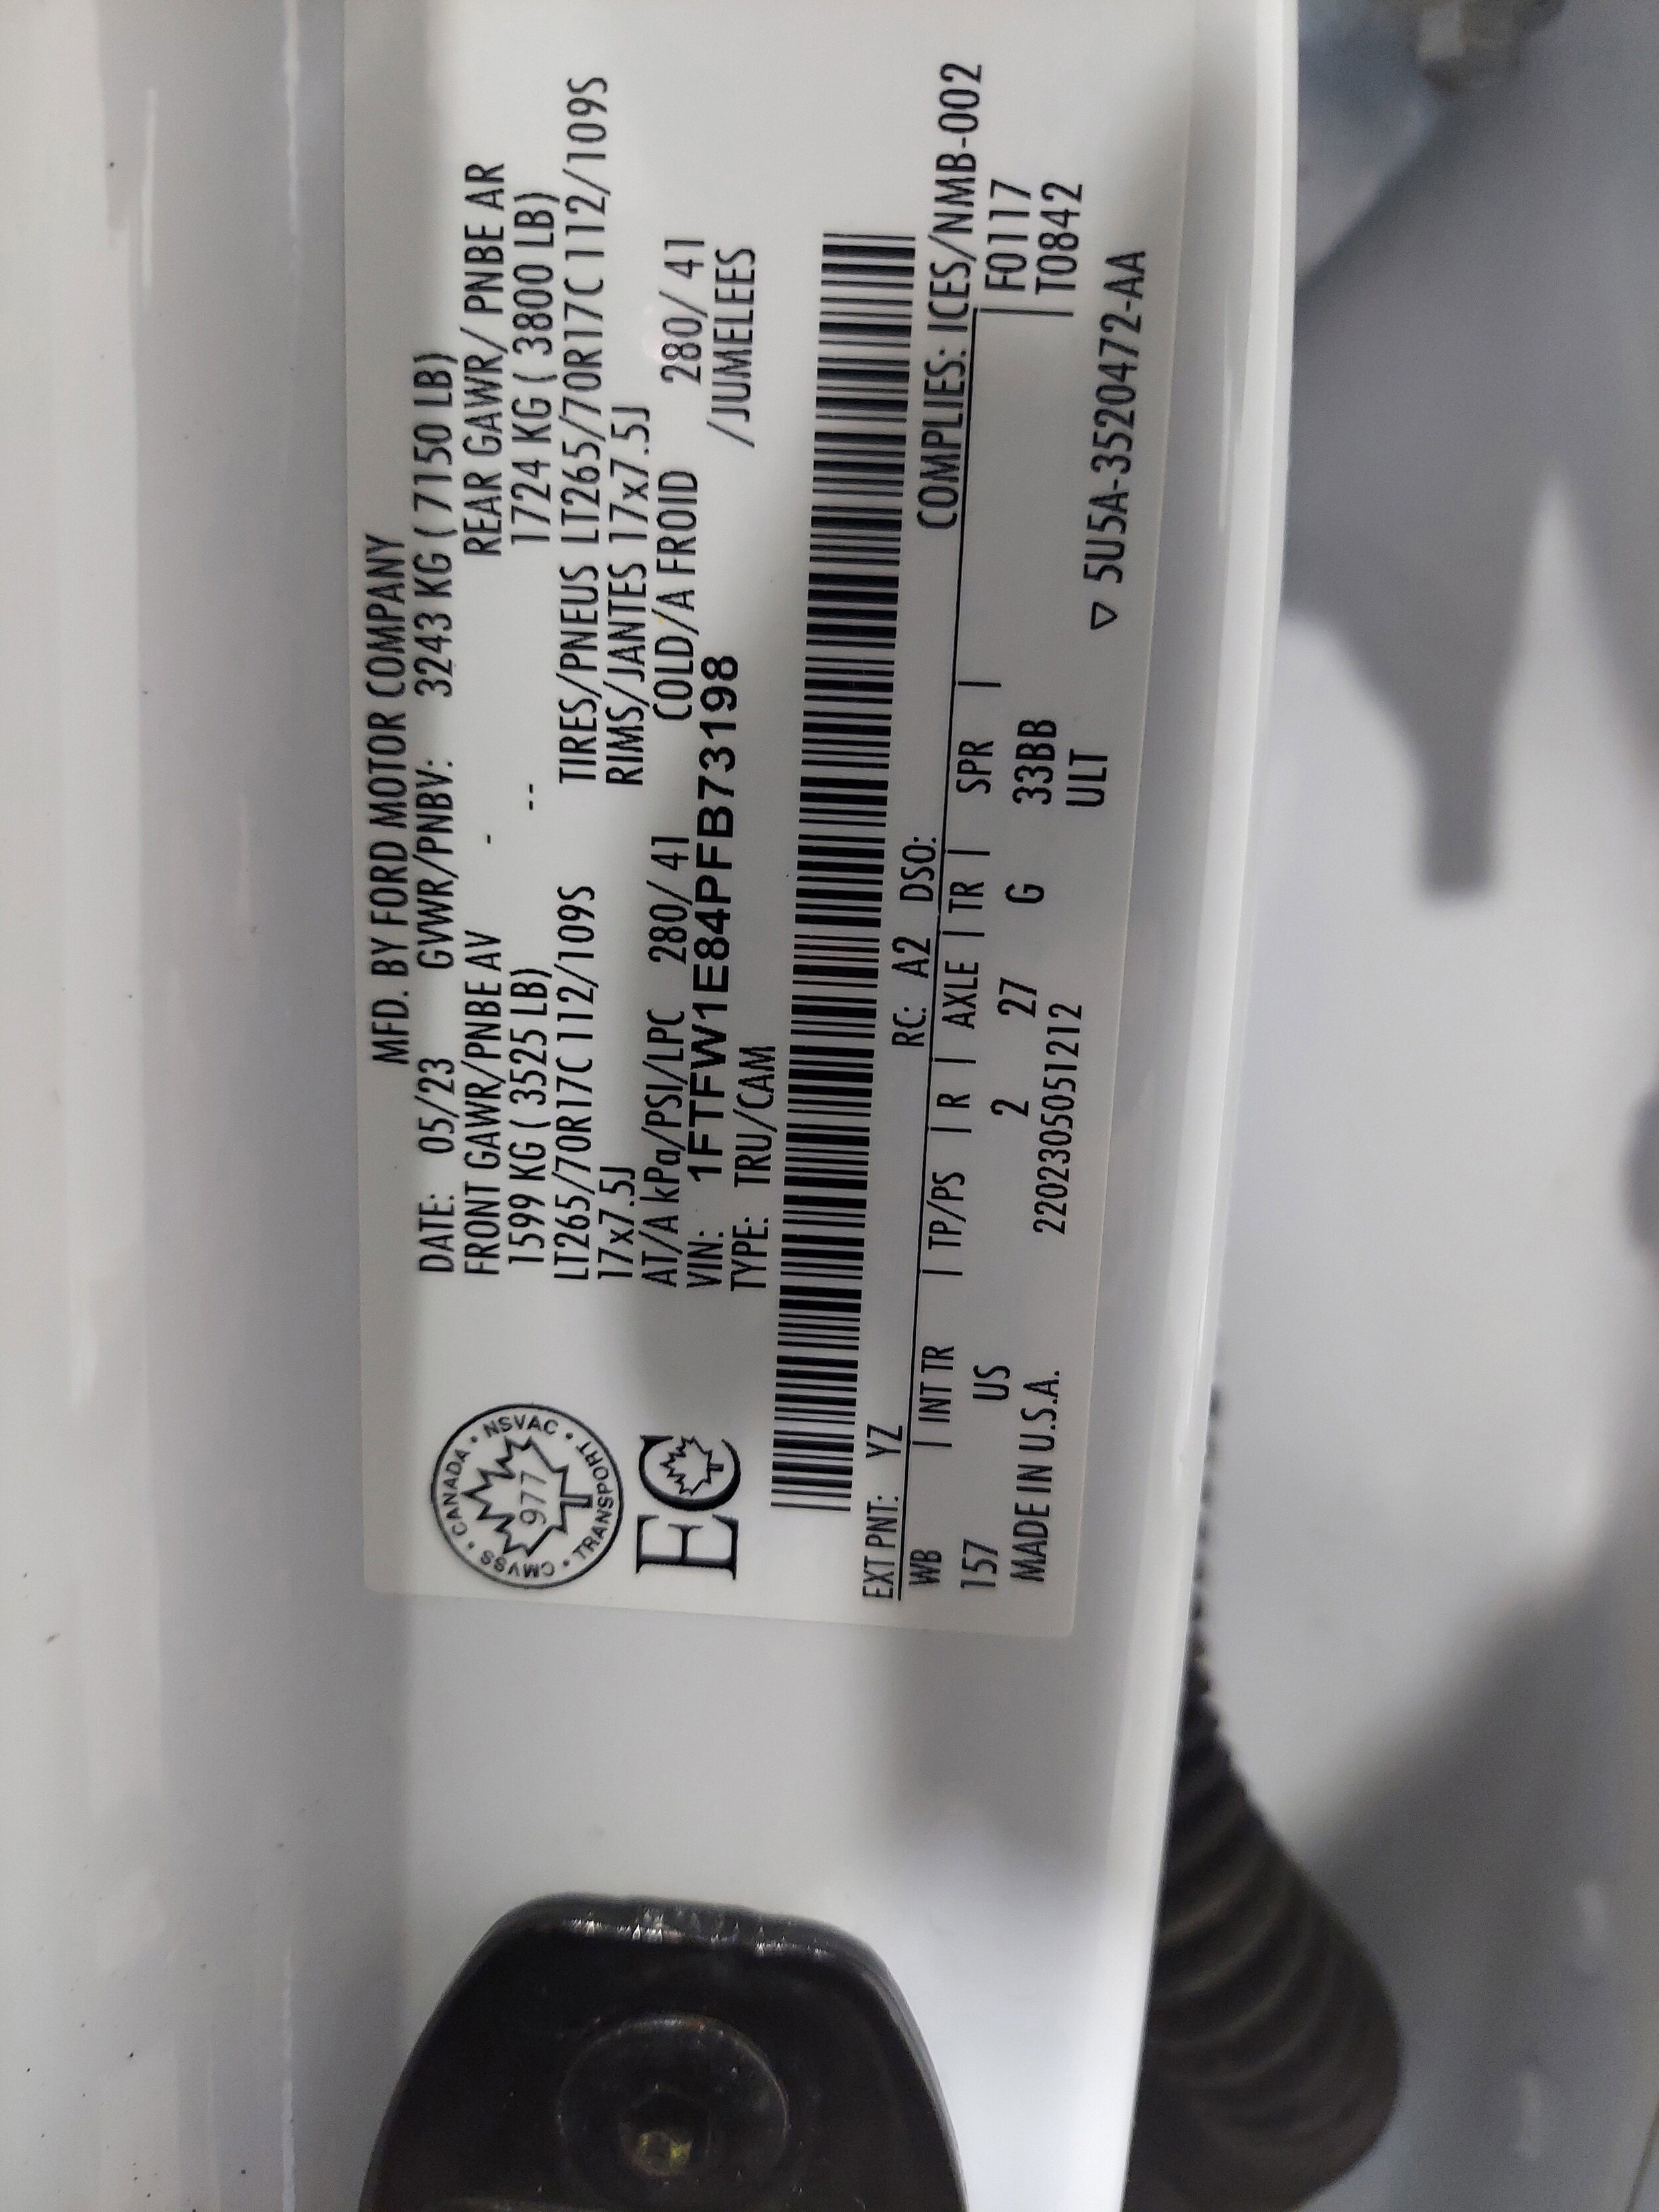 MFD. BY FORD MOTOR COMPANY
DATE: 05/23 GVWR/PNBV: 3243 KG ( 7150 LB)
FRONT GAWR/PNBE AV - REAR GAWR/ PNBE AR
1599 KG ( 3525 LB) -- 1724 KG ( 3800 LB)
LT265/70R17C 112/109S TIRES/PNEUS LT265/70R17C 112/109S
17x7.5J RIMS/JANTES 17x7.5J
AT/A kPa/PSI/LPC 280/ 41 COLD/A FROID 280/ 41
VIN: 1FTFW1E84PFB73198 /JUMELEES
TYPE: TRU/CAM
CMVSS • CANADA • NSVAC • TRANSPORT •
977
EC
EXT PNT: YZ RC: A2 DSO: COMPLIES: ICES/NMB-002
WB | INT TR | TP/PS | R | AXLE | TR | SPR | | F0117
157 US 2 27 G 33BB | T0842
MADE IN U.S.A. 220230505051212 ULT
▽ 5U5A-3520472-AA